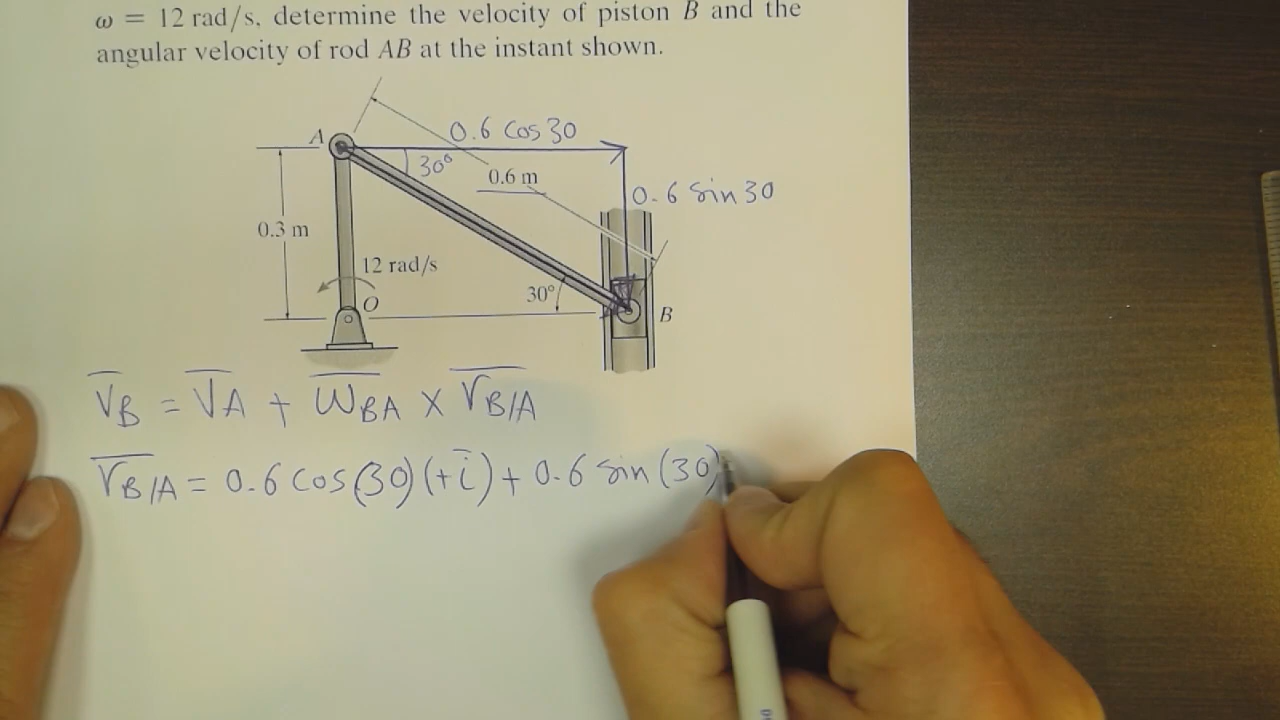 ω = 12 rad/s, determine the velocity of piston B and the
angular velocity of rod AB at the instant shown.
A
0.6 cos 30
30°
0.6 m
0.6 sin 30
0.3 m
12 rad/s
O
30°
B
V̅B = V̅A + W̅BA × r̅B/A
r̅B/A = 0.6 cos(30)(+i̅) + 0.6 sin(30)